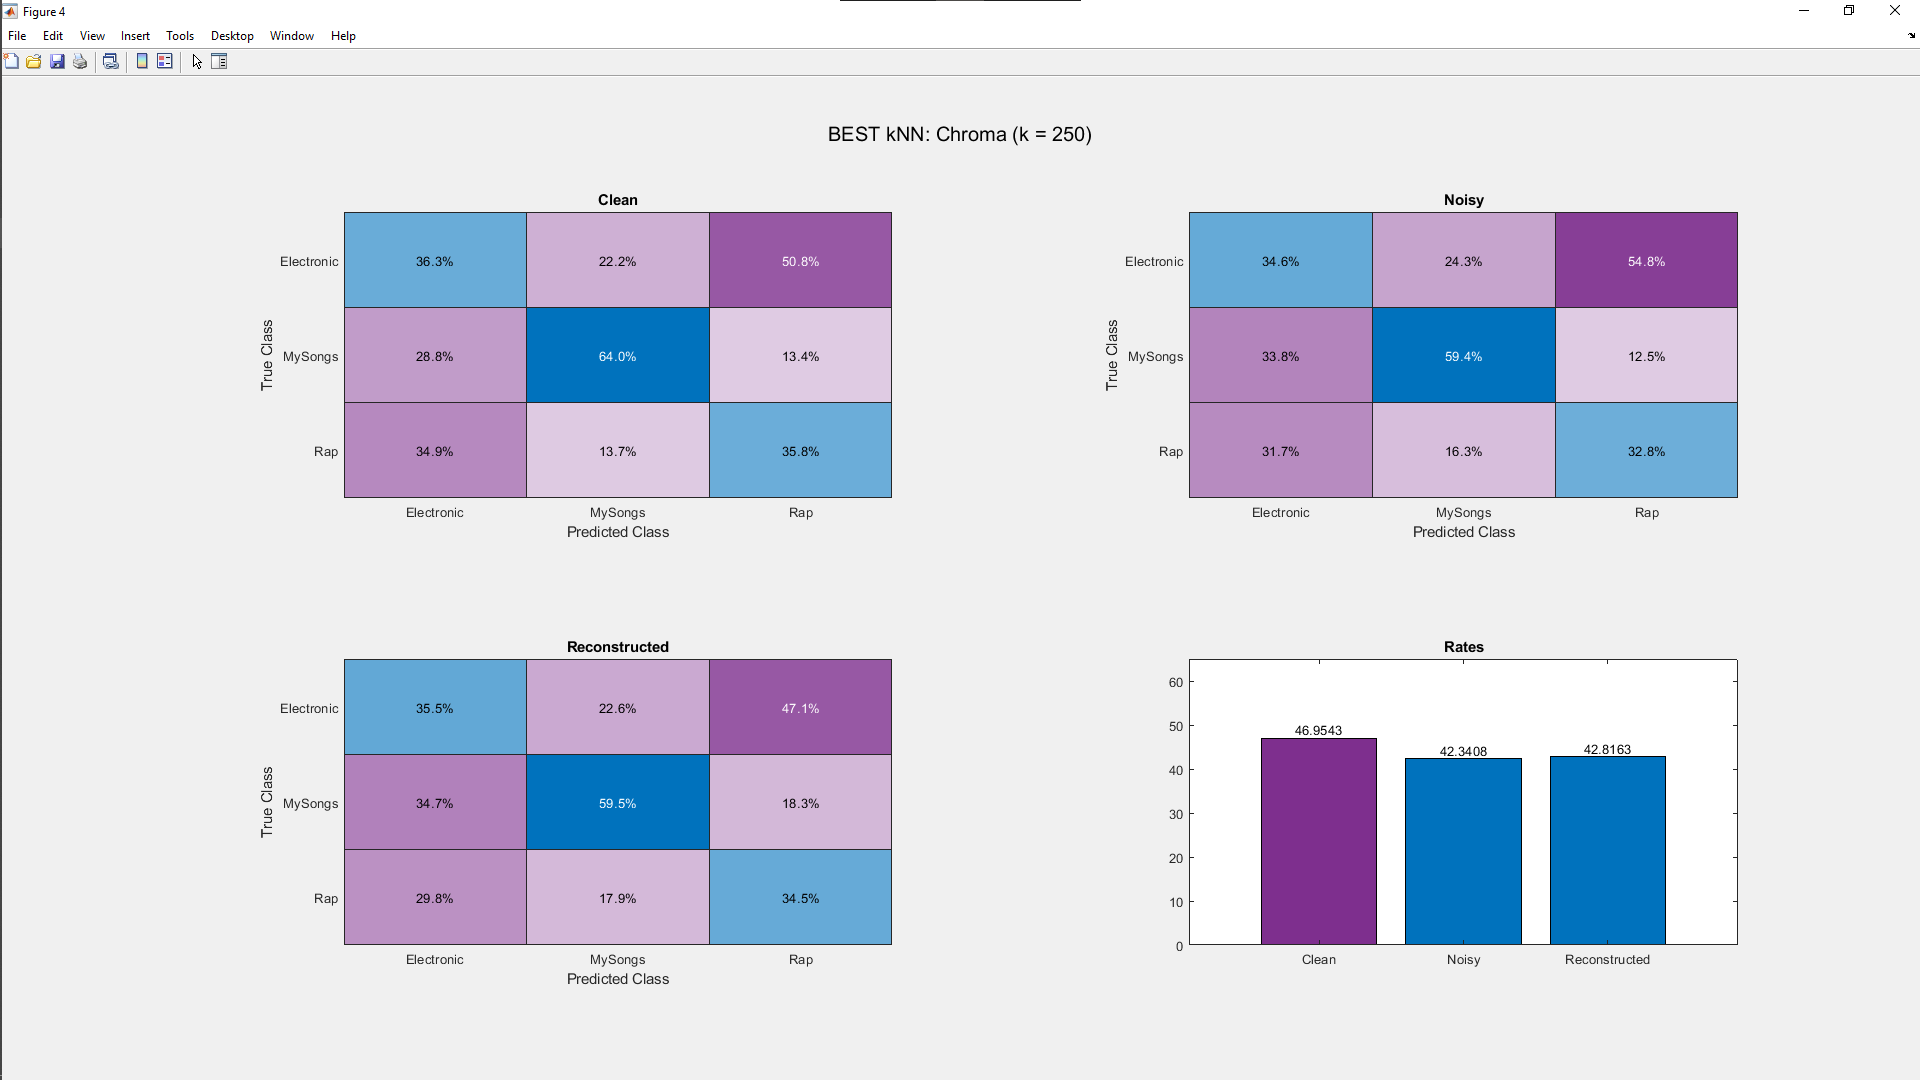 Figure 4
File Edit View Insert Tools Desktop Window Help
BEST kNN: Chroma (k = 250)
Clean
True Class
Electronic 36.3% 22.2% 50.8%
MySongs 28.8% 64.0% 13.4%
Rap 34.9% 13.7% 35.8%
Electronic MySongs Rap
Predicted Class
Noisy
True Class
Electronic 34.6% 24.3% 54.8%
MySongs 33.8% 59.4% 12.5%
Rap 31.7% 16.3% 32.8%
Electronic MySongs Rap
Predicted Class
Reconstructed
True Class
Electronic 35.5% 22.6% 47.1%
MySongs 34.7% 59.5% 18.3%
Rap 29.8% 17.9% 34.5%
Electronic MySongs Rap
Predicted Class
Rates
60
50
40
30
20
10
0
46.9543 42.3408 42.8163
Clean Noisy Reconstructed